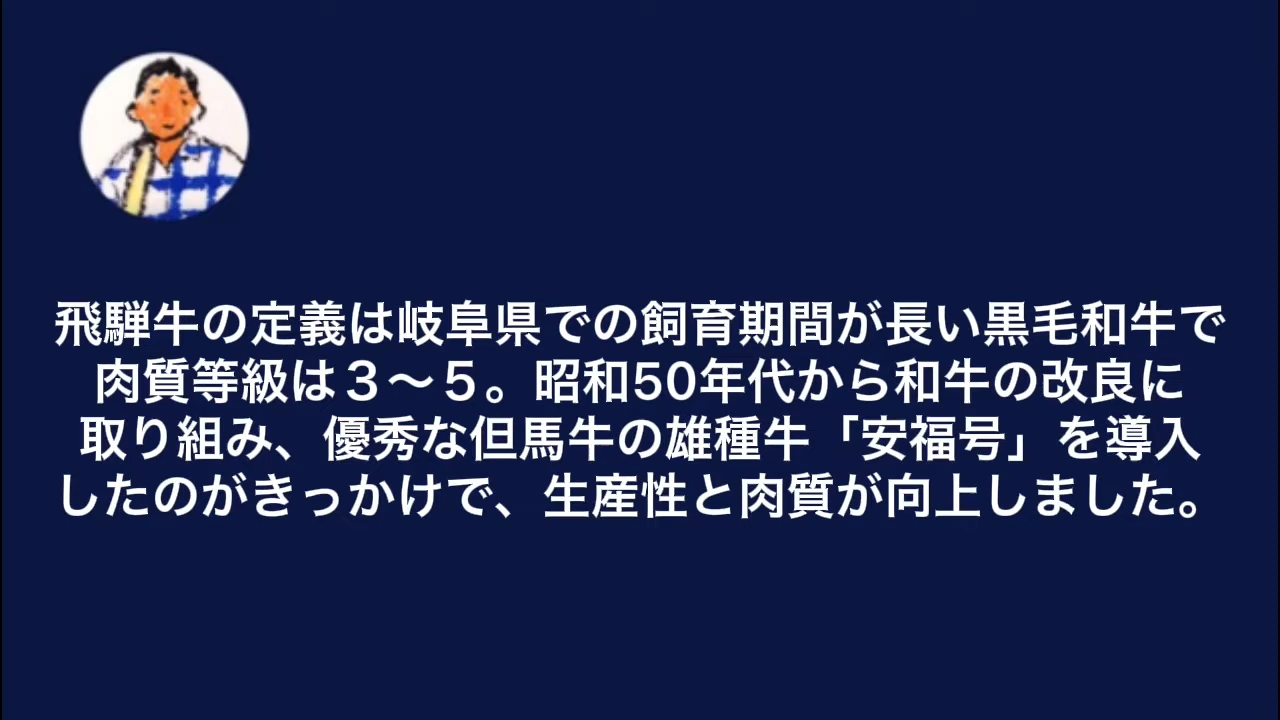 飛騨牛の定義は岐阜県での飼育期間が長い黒毛和牛で
肉質等級は３〜５。昭和50年代から和牛の改良に
取り組み、優秀な但馬牛の雄種牛「安福号」を導入
したのがきっかけで、生産性と肉質が向上しました。